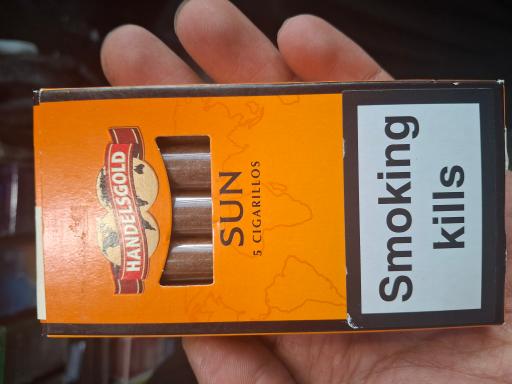 HANDELSGOLD
SUN
5 CIGARILLOS
Smoking
kills